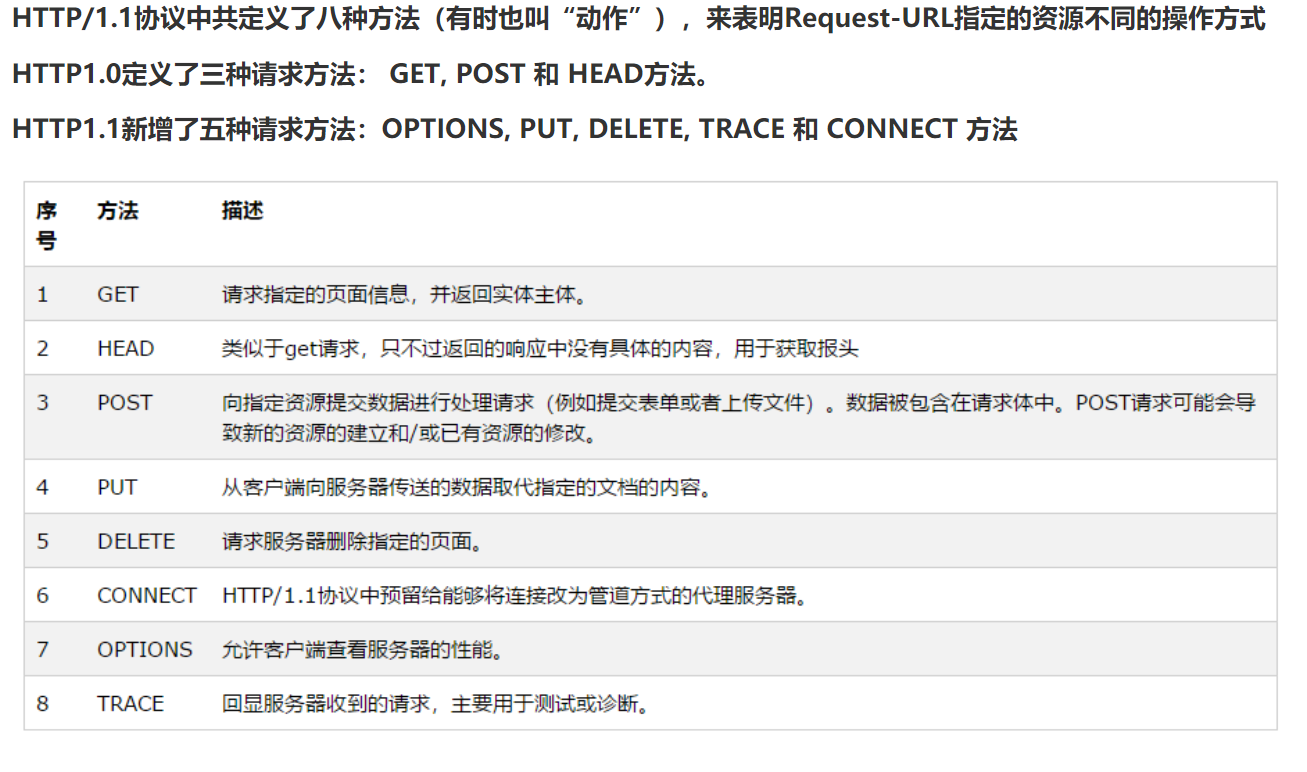 HTTP/1.1协议中共定义了八种方法（有时也叫“动作”），来表明Request-URL指定的资源不同的操作方式
HTTP1.0定义了三种请求方法： GET, POST 和 HEAD方法。
HTTP1.1新增了五种请求方法：OPTIONS, PUT, DELETE, TRACE 和 CONNECT 方法
序号 方法 描述
1 GET 请求指定的页面信息，并返回实体主体。
2 HEAD 类似于get请求，只不过返回的响应中没有具体的内容，用于获取报头
3 POST 向指定资源提交数据进行处理请求（例如提交表单或者上传文件）。数据被包含在请求体中。POST请求可能会导
致新的资源的建立和/或已有资源的修改。
4 PUT 从客户端向服务器传送的数据取代指定的文档的内容。
5 DELETE 请求服务器删除指定的页面。
6 CONNECT HTTP/1.1协议中预留给能够将连接改为管道方式的代理服务器。
7 OPTIONS 允许客户端查看服务器的性能。
8 TRACE 回显服务器收到的请求，主要用于测试或诊断。